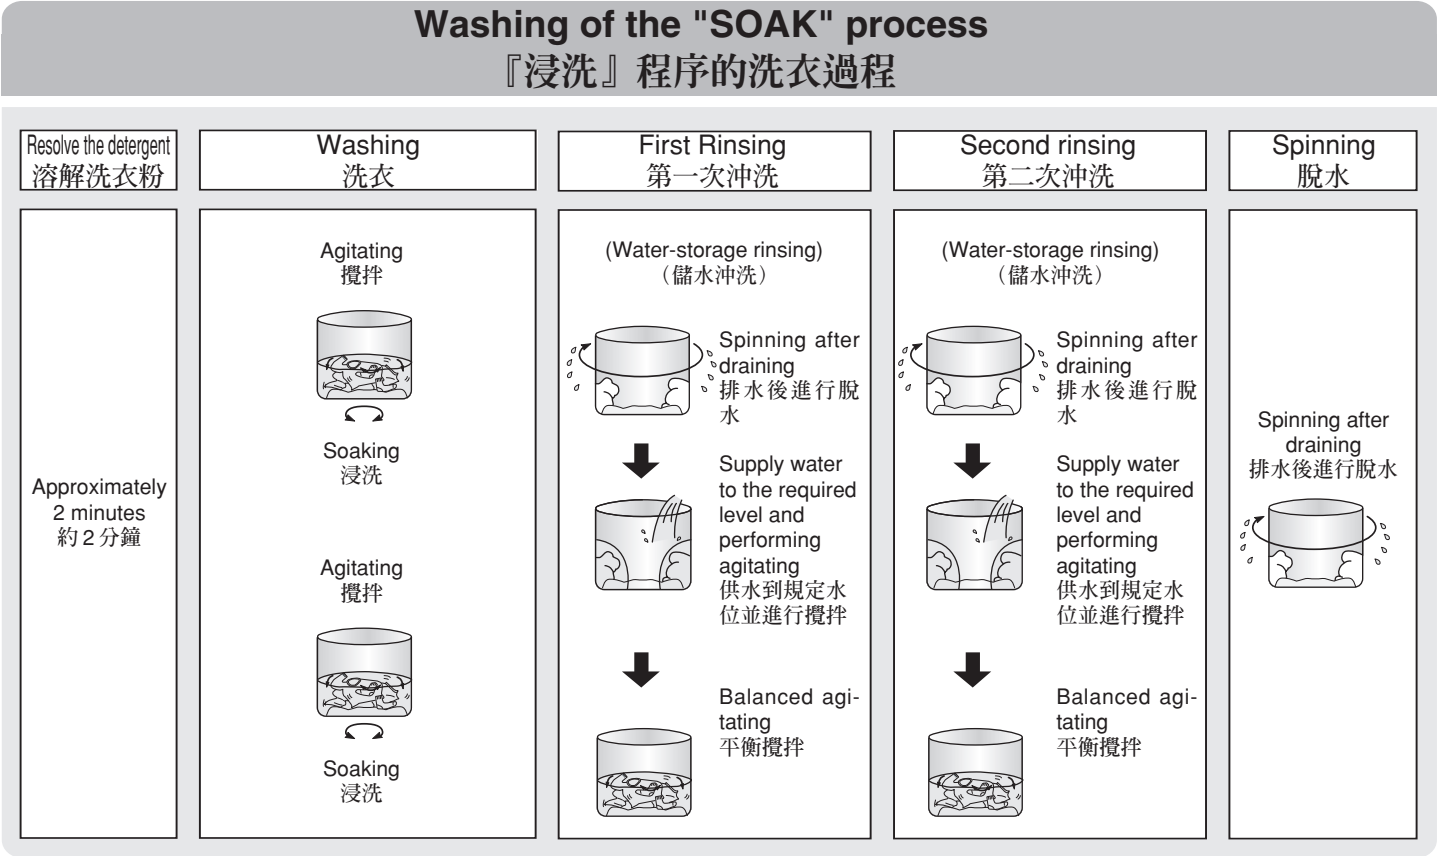 Washing of the "SOAK" process
『浸洗』程序的洗衣過程
Resolve the detergent
溶解洗衣粉
Approximately
2 minutes
約2分鐘
Washing
洗衣
Agitating
攪拌
Soaking
浸洗
Agitating
攪拌
Soaking
浸洗
First Rinsing
第一次沖洗
(Water-storage rinsing)
（儲水沖洗）
Spinning after
draining
排水後進行脫
水
Supply water
to the required
level and
performing
agitating
供水到規定水
位並進行攪拌
Balanced agi-
tating
平衡攪拌
Second rinsing
第二次沖洗
(Water-storage rinsing)
（儲水沖洗）
Spinning after
draining
排水後進行脫
水
Supply water
to the required
level and
performing
agitating
供水到規定水
位並進行攪拌
Balanced agi-
tating
平衡攪拌
Spinning
脫水
Spinning after
draining
排水後進行脫水